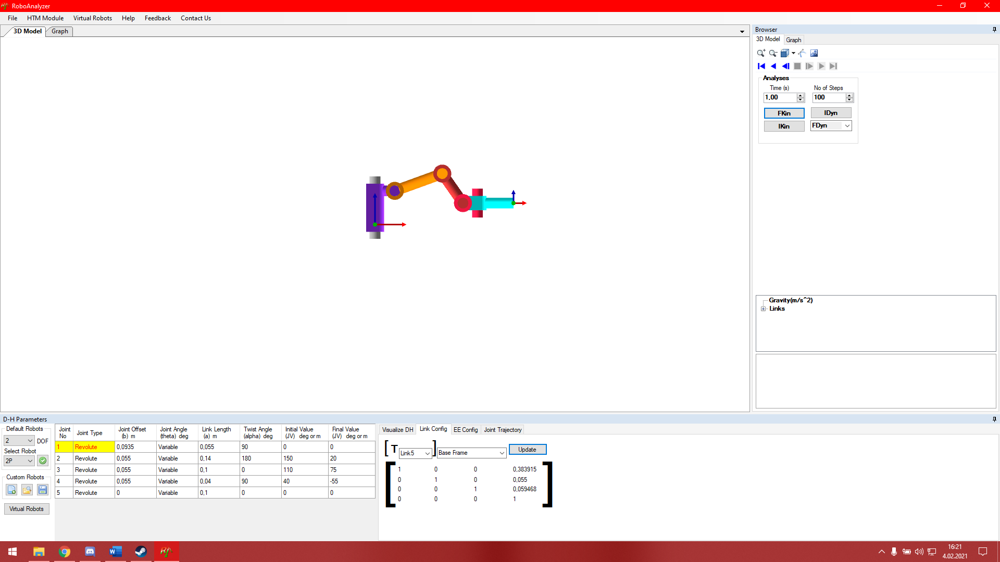 RoboAnalyzer
File HTM Module Virtual Robots Help Feedback Contact Us
3D Model Graph
Browser
3D Model Graph
Analyses
Time (s) No of Steps
1,00 100
FKin IDyn
IKin FDyn
Gravity(m/s^2)
Links
D-H Parameters
Default Robots
2 DOF
Select Robot
2P
Custom Robots
Virtual Robots
Joint No Joint Type Joint Offset (b) m Joint Angle (theta) deg Link Length (a) m Twist Angle (alpha) deg Initial Value (JV) deg or m Final Value (JV) deg or m
1 Revolute 0,0935 Variable 0,055 90 0 0
2 Revolute 0,055 Variable 0,14 180 150 20
3 Revolute 0,055 Variable 0,1 0 110 75
4 Revolute 0,055 Variable 0,04 90 40 -55
5 Revolute 0 Variable 0,1 0 0 0
Visualize DH Link Config EE Config Joint Trajectory
[ T Link5 ] Base Frame Update
1 0 0 0,383915
0 1 0 0,055
0 0 1 0,059468
0 0 0 1
16:21
4.02.2021